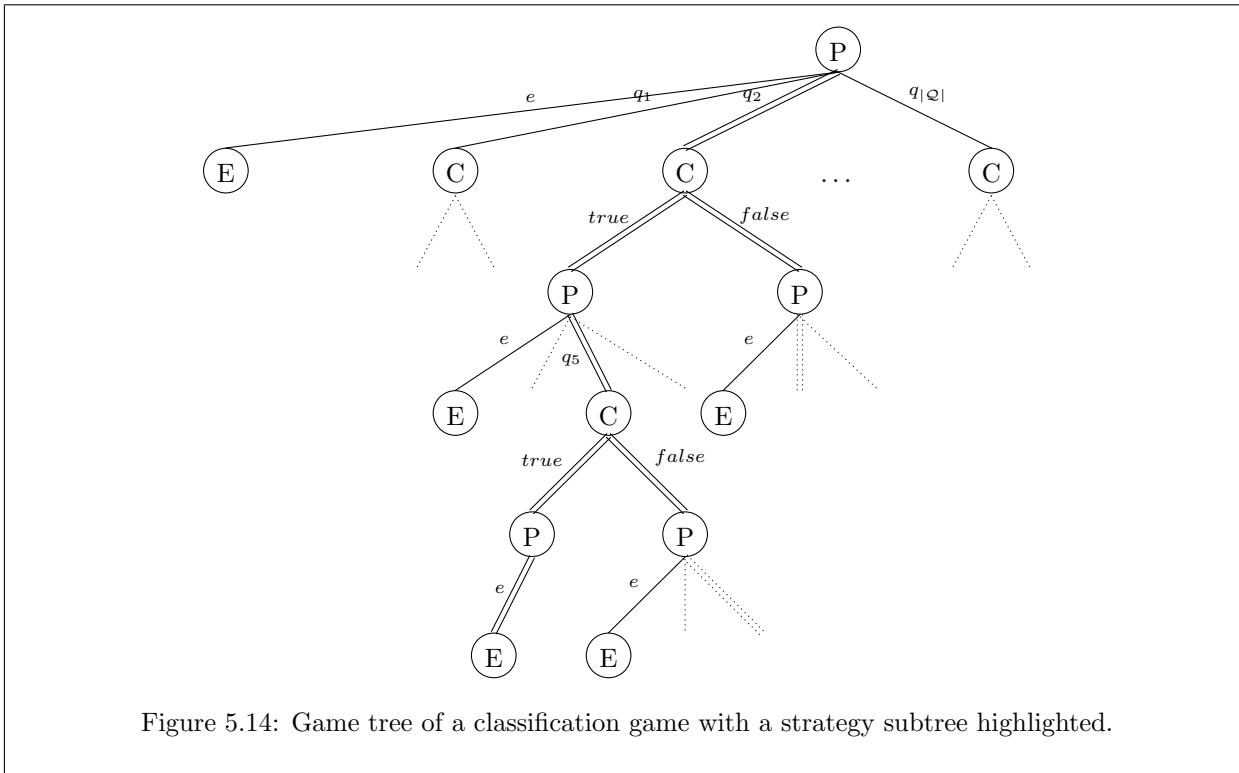 P
e q₁ q₂ q|𝒬|
E C C ... C
true false
P P
e q₅ e
E C E
true false
P P
e e
E E
Figure 5.14: Game tree of a classification game with a strategy subtree highlighted.